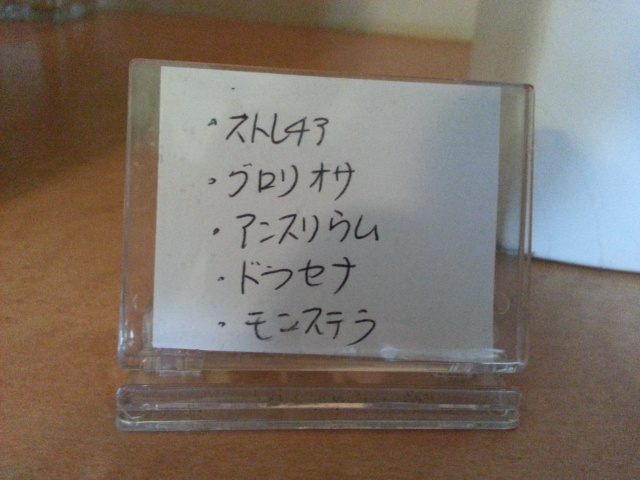 ・ストレチア
・グロリオサ
・アンスリウム
・ドラセナ
・モンステラ